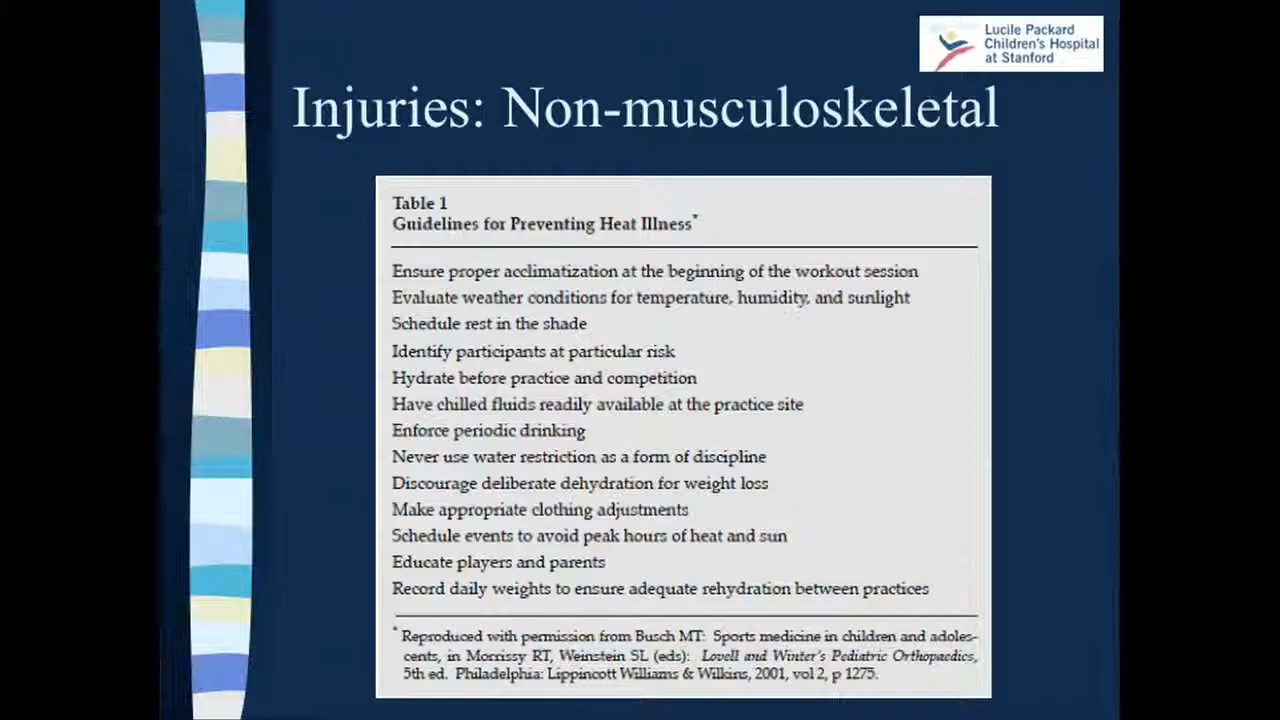 Lucile Packard
Children's Hospital
at Stanford
Injuries: Non-musculoskeletal
Table 1
Guidelines for Preventing Heat Illness*
Ensure proper acclimatization at the beginning of the workout session
Evaluate weather conditions for temperature, humidity, and sunlight
Schedule rest in the shade
Identify participants at particular risk
Hydrate before practice and competition
Have chilled fluids readily available at the practice site
Enforce periodic drinking
Never use water restriction as a form of discipline
Discourage deliberate dehydration for weight loss
Make appropriate clothing adjustments
Schedule events to avoid peak hours of heat and sun
Educate players and parents
Record daily weights to ensure adequate rehydration between practices
* Reproduced with permission from Busch MT: Sports medicine in children and adoles-
cents, in Morrissy RT, Weinstein SL (eds): Lovell and Winter's Pediatric Orthopaedics,
5th ed. Philadelphia: Lippincott Williams & Wilkins, 2001, vol 2, p 1275.